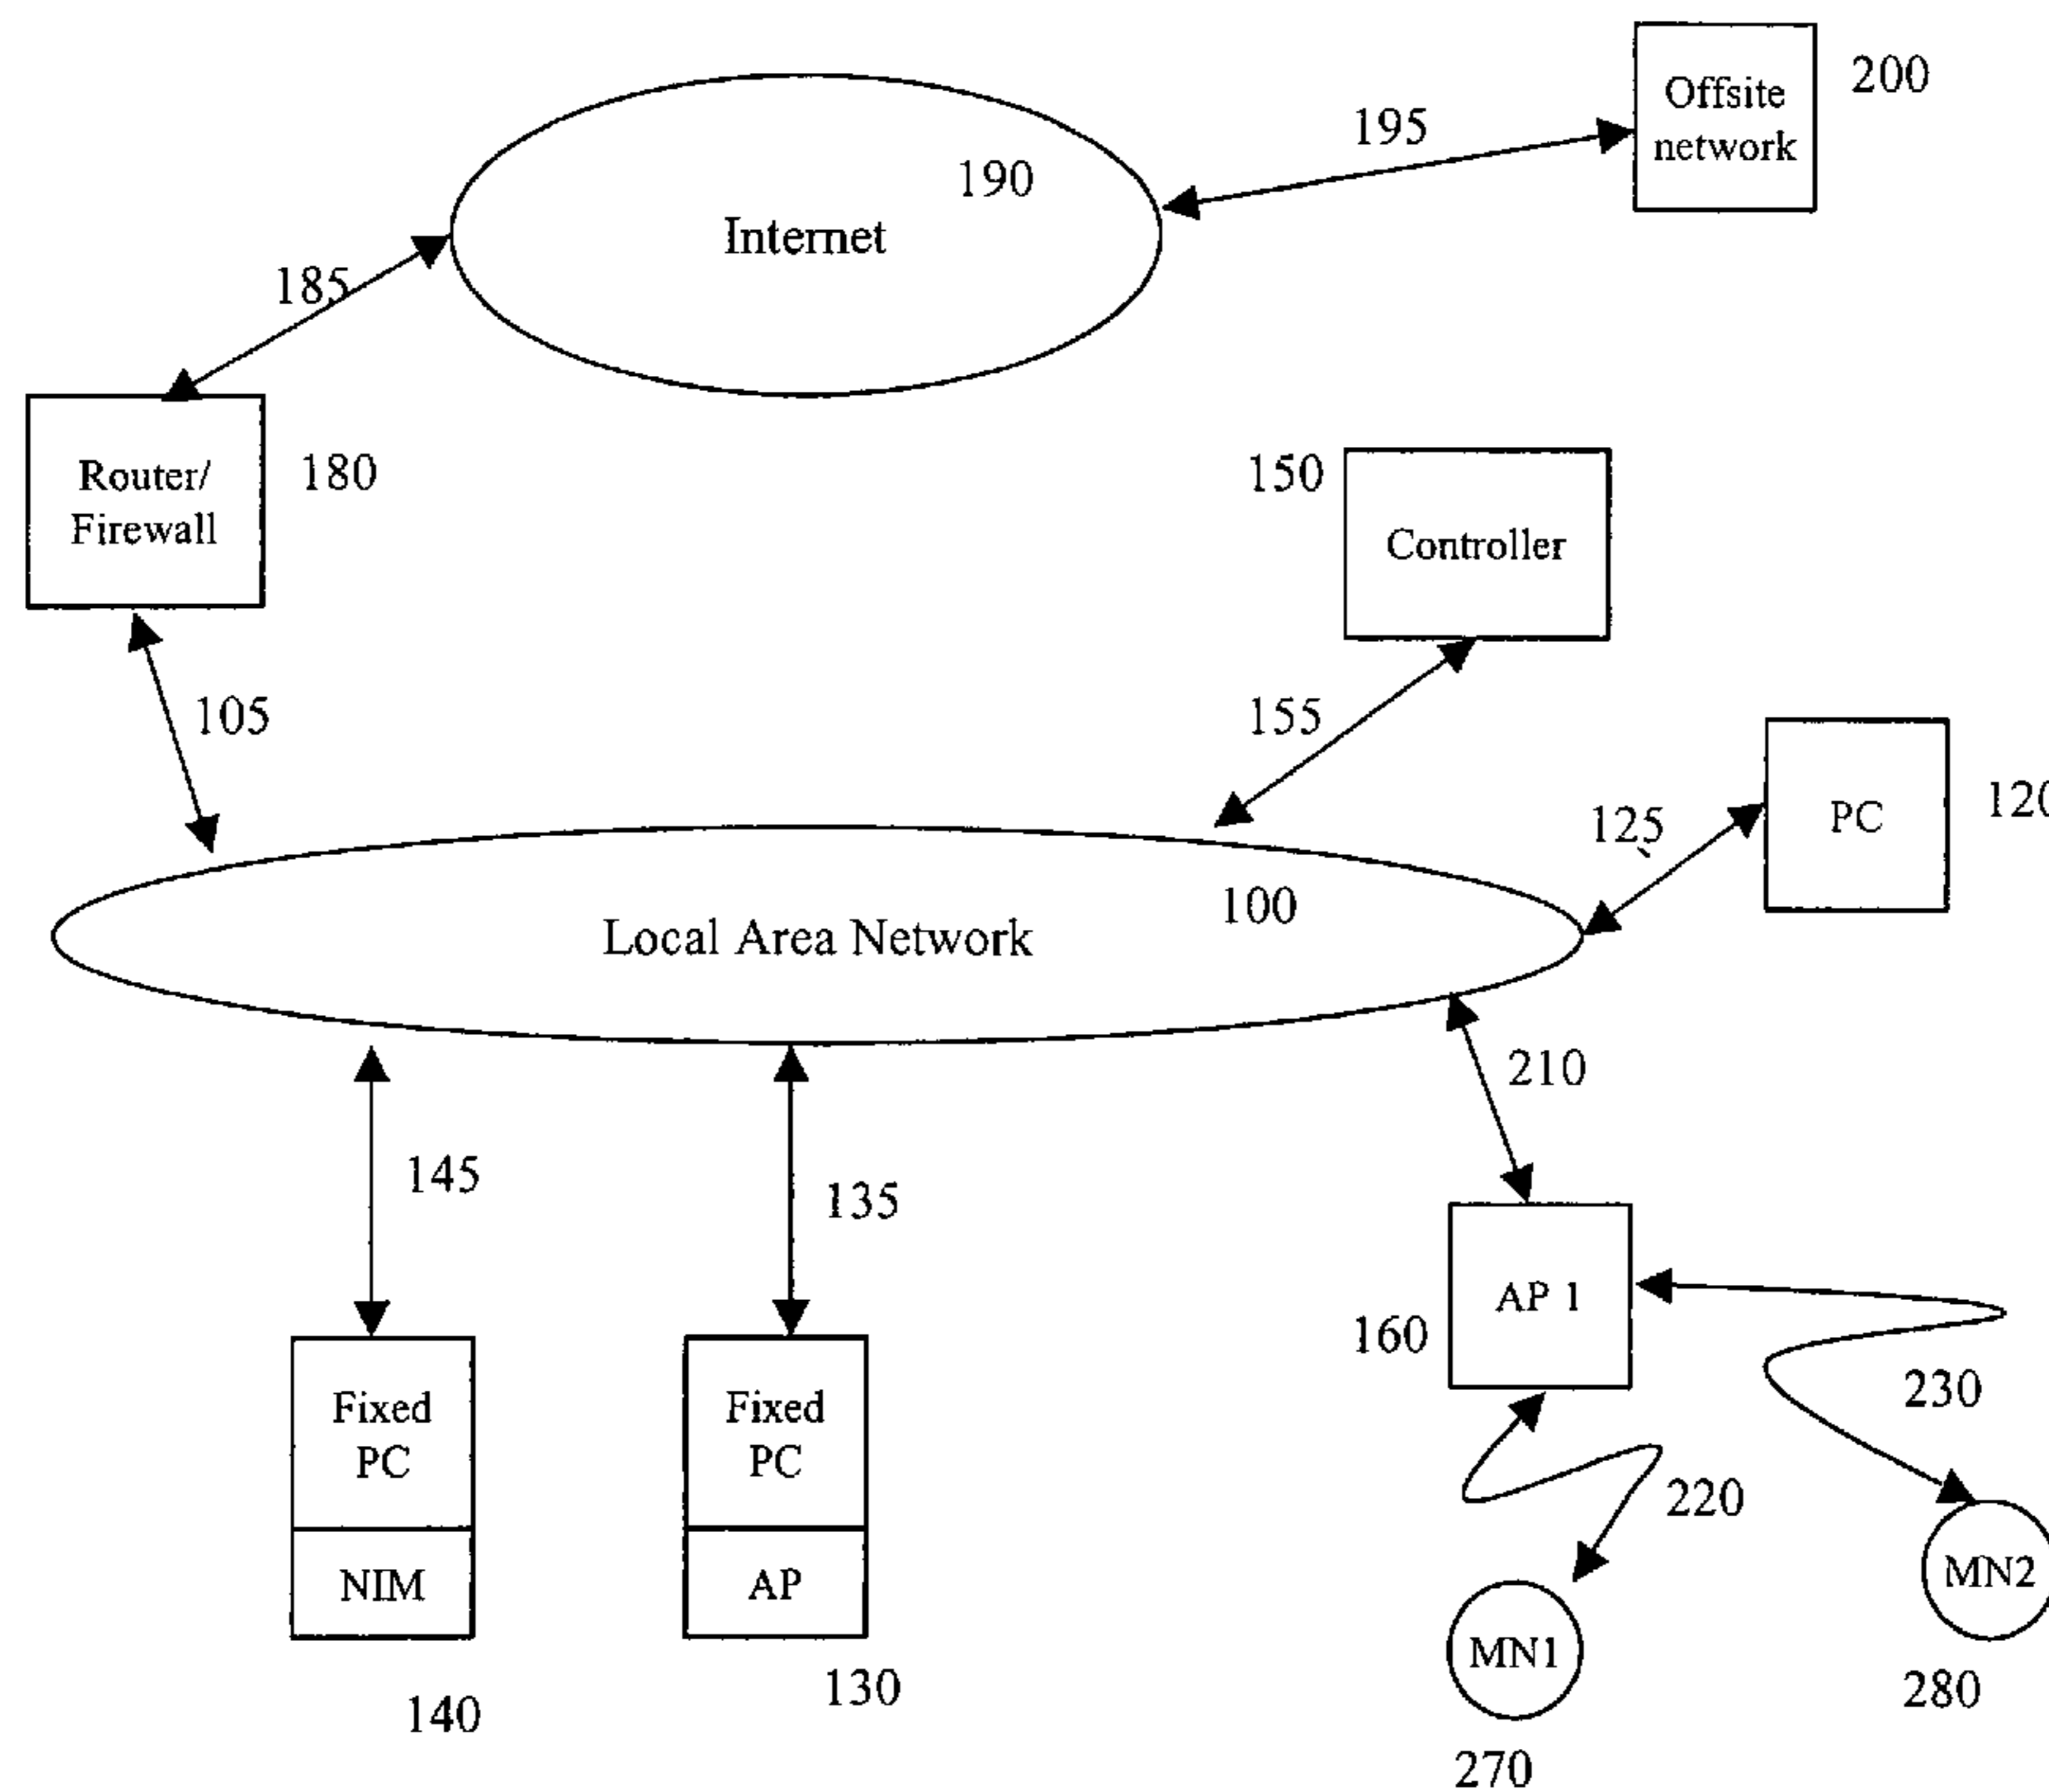 Offsite
network
200
195
190
Internet
185
Router/
Firewall
180
150
Controller
105
155
PC
120
125
100
Local Area Network
210
145
135
AP 1
160
Fixed
PC
NIM
140
Fixed
PC
AP
130
230
220
MN2
280
MN1
270